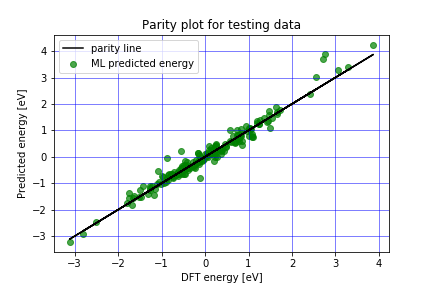 Parity plot for testing data
parity line
ML predicted energy
Predicted energy [eV]
4
3
2
1
0
−1
−2
−3
−3 −2 −1 0 1 2 3 4
DFT energy [eV]